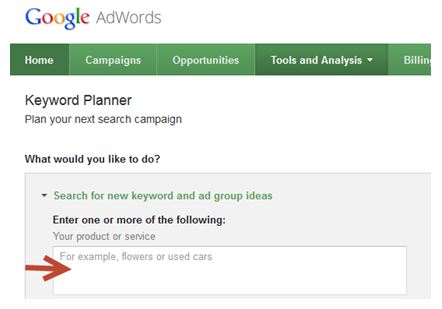 Google AdWords
Home Campaigns Opportunities Tools and Analysis Billing
Keyword Planner
Plan your next search campaign
What would you like to do?
Search for new keyword and ad group ideas
Enter one or more of the following:
Your product or service
For example, flowers or used cars